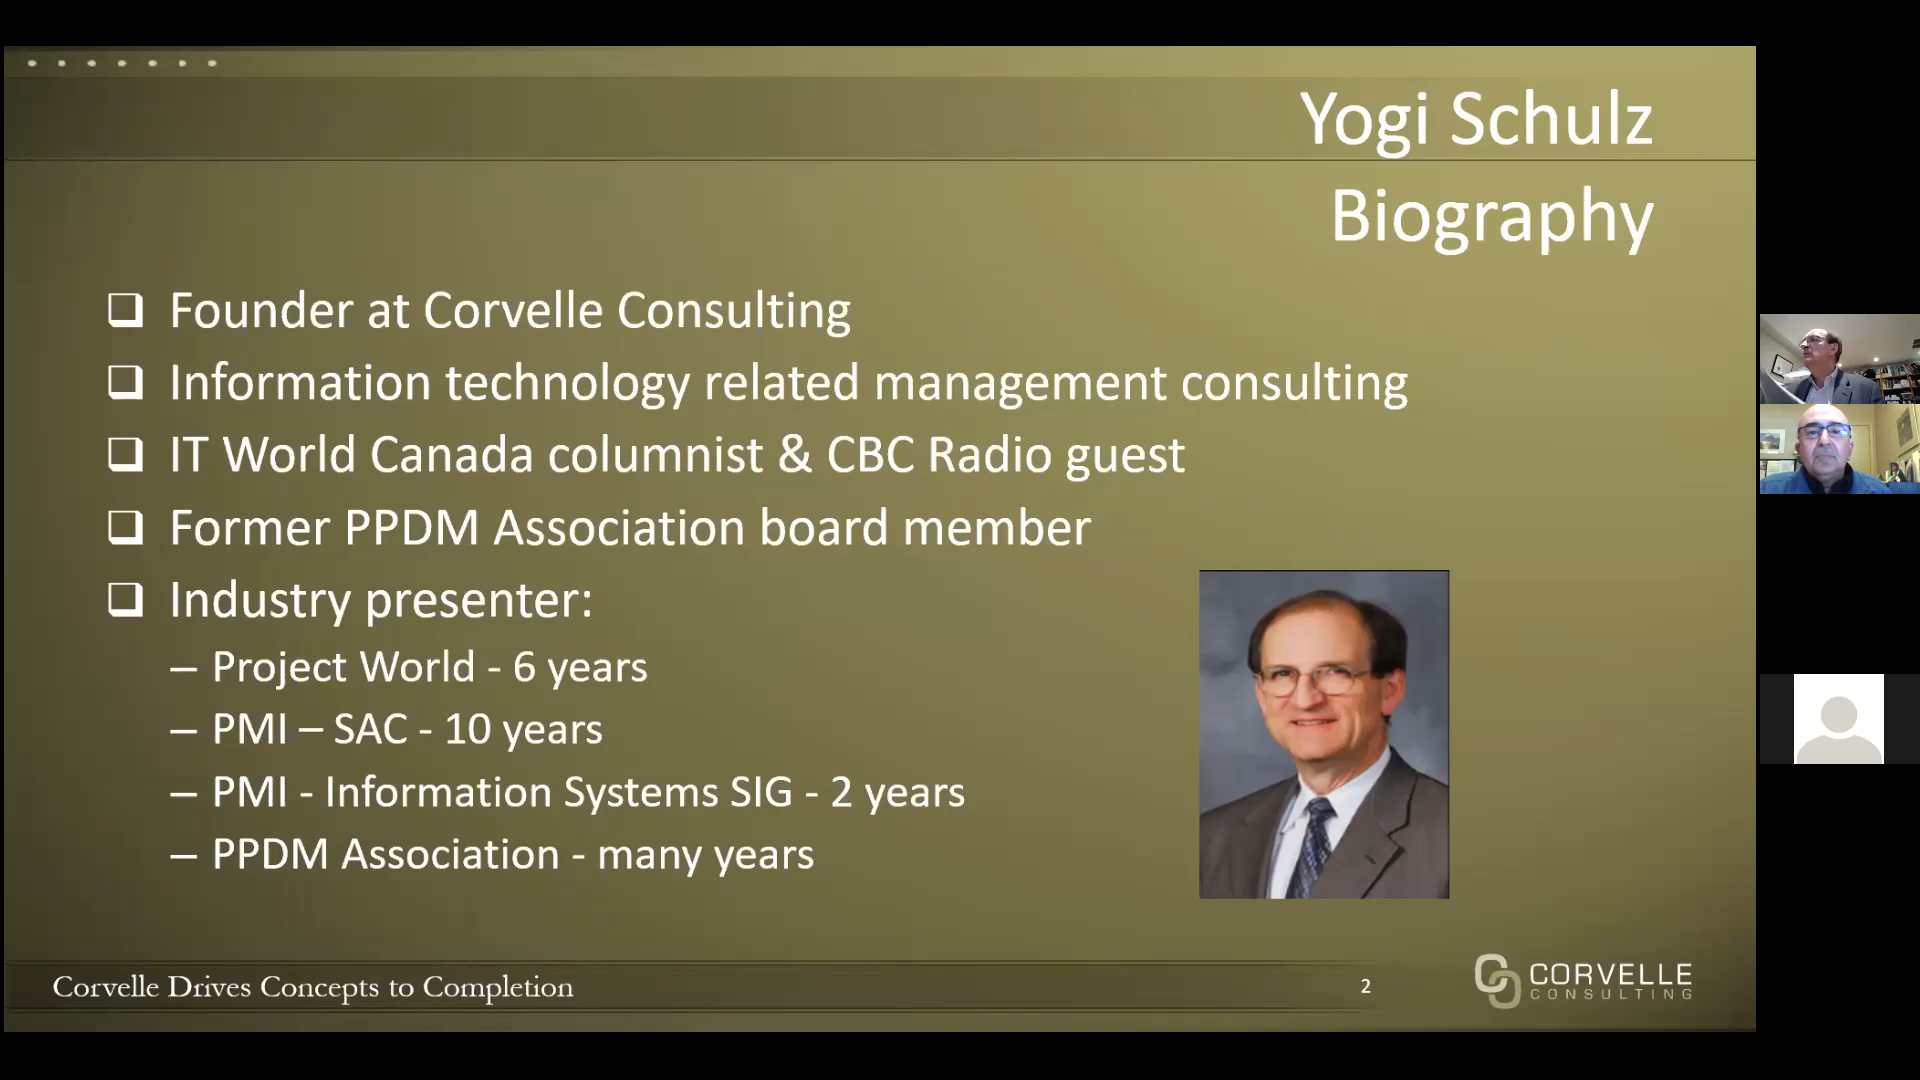 Yogi Schulz
Biography
Founder at Corvelle Consulting
Information technology related management consulting
IT World Canada columnist & CBC Radio guest
Former PPDM Association board member
Industry presenter:
– Project World - 6 years
– PMI – SAC - 10 years
– PMI - Information Systems SIG - 2 years
– PPDM Association - many years
Corvelle Drives Concepts to Completion
2
CORVELLE
CONSULTING